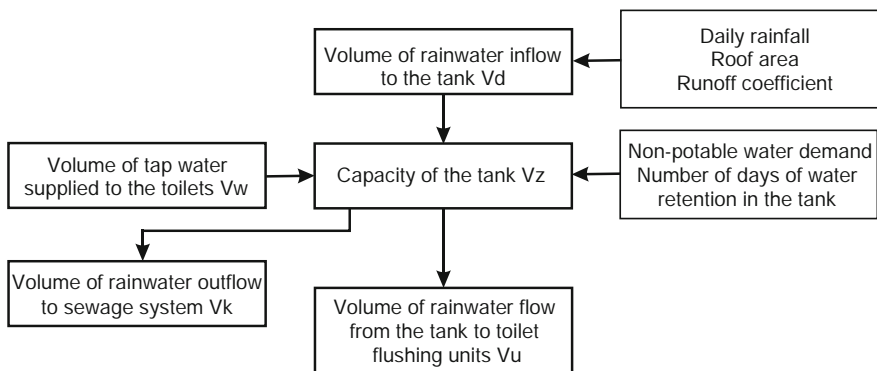 Volume of rainwater inflow
to the tank Vd
Daily rainfall
Roof area
Runoff coefficient
Volume of tap water
supplied to the toilets Vw
Capacity of the tank Vz
Non-potable water demand
Number of days of water
retention in the tank
Volume of rainwater outflow
to sewage system Vk
Volume of rainwater flow
from the tank to toilet
flushing units Vu